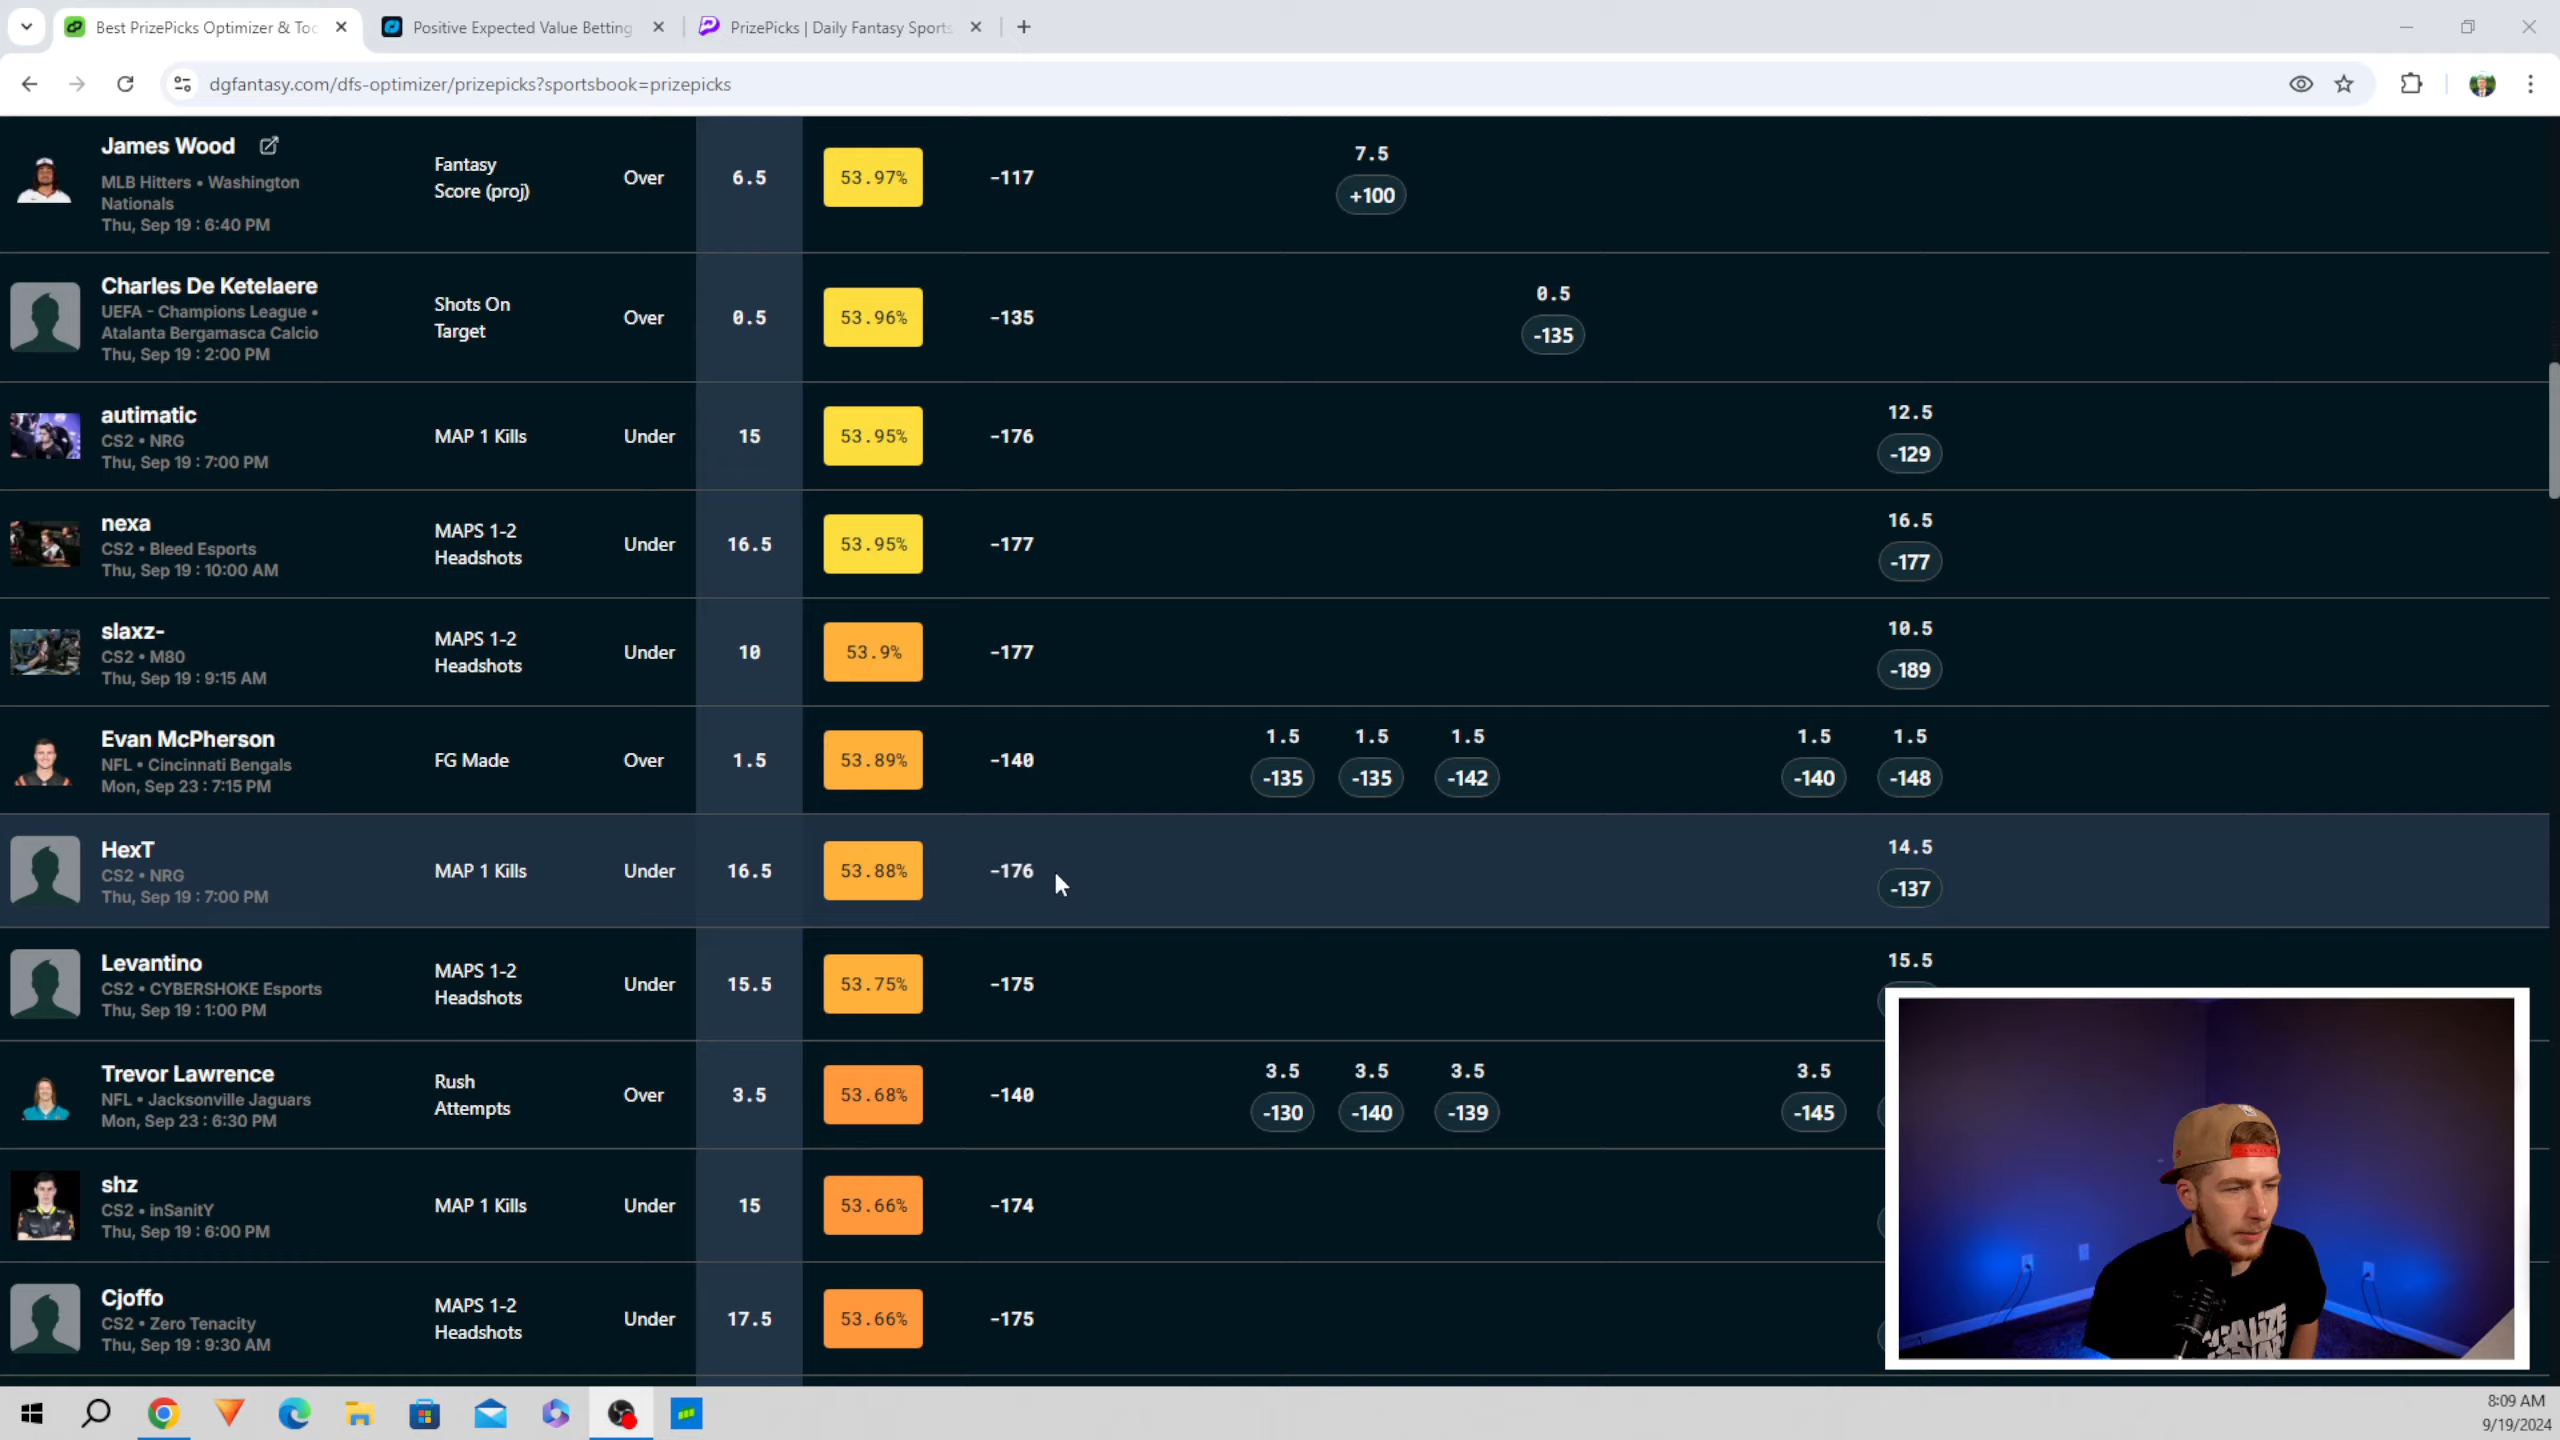 Best PrizePicks Optimizer & Too
Positive Expected Value Betting
PrizePicks | Daily Fantasy Sports
dgfantasy.com/dfs-optimizer/prizepicks?sportsbook=prizepicks
James Wood
MLB Hitters • Washington
Nationals
Thu, Sep 19 : 6:40 PM
Fantasy
Score (proj)
Over
6.5
53.97%
-117
7.5
+100
Charles De Ketelaere
UEFA - Champions League •
Atalanta Bergamasca Calcio
Thu, Sep 19 : 2:00 PM
Shots On
Target
Over
0.5
53.96%
-135
0.5
-135
autimatic
CS2 • NRG
Thu, Sep 19 : 7:00 PM
MAP 1 Kills
Under
15
53.95%
-176
12.5
-129
nexa
CS2 • Bleed Esports
Thu, Sep 19 : 10:00 AM
MAPS 1-2
Headshots
Under
16.5
53.95%
-177
16.5
-177
slaxz-
CS2 • M80
Thu, Sep 19 : 9:15 AM
MAPS 1-2
Headshots
Under
10
53.9%
-177
10.5
-189
Evan McPherson
NFL • Cincinnati Bengals
Mon, Sep 23 : 7:15 PM
FG Made
Over
1.5
53.89%
-140
1.5 1.5 1.5 1.5 1.5
-135 -135 -142 -140 -148
HexT
CS2 • NRG
Thu, Sep 19 : 7:00 PM
MAP 1 Kills
Under
16.5
53.88%
-176
14.5
-137
Levantino
CS2 • CYBERSHOKE Esports
Thu, Sep 19 : 1:00 PM
MAPS 1-2
Headshots
Under
15.5
53.75%
-175
15.5
Trevor Lawrence
NFL • Jacksonville Jaguars
Mon, Sep 23 : 6:30 PM
Rush
Attempts
Over
3.5
53.68%
-140
3.5 3.5 3.5 3.5
-130 -140 -139 -145
shz
CS2 • inSanitY
Thu, Sep 19 : 6:00 PM
MAP 1 Kills
Under
15
53.66%
-174
Cjoffo
CS2 • Zero Tenacity
Thu, Sep 19 : 9:30 AM
MAPS 1-2
Headshots
Under
17.5
53.66%
-175
8:09 AM
9/19/2024